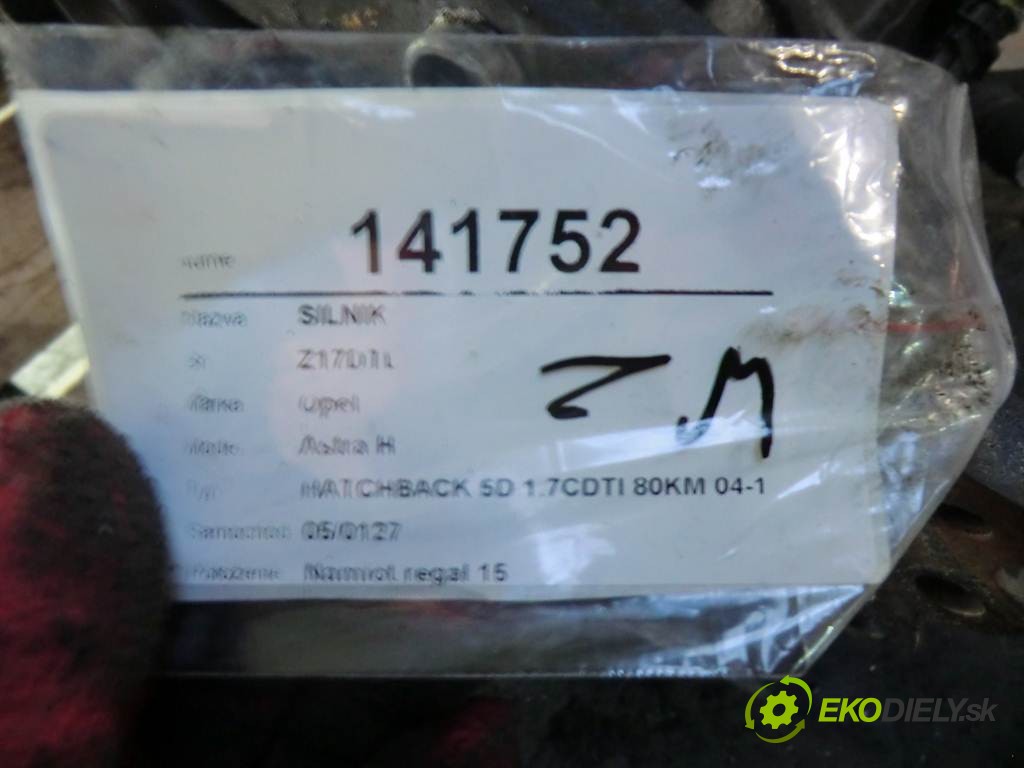 141752
Nazwa SILNIK
Z17DTL
Marka Opel
Astra H
HATCHBACK 5D 1.7CDTI 80KM 04-1
05/0127
Namiot regal 15
Z M
EKODIELY.sk